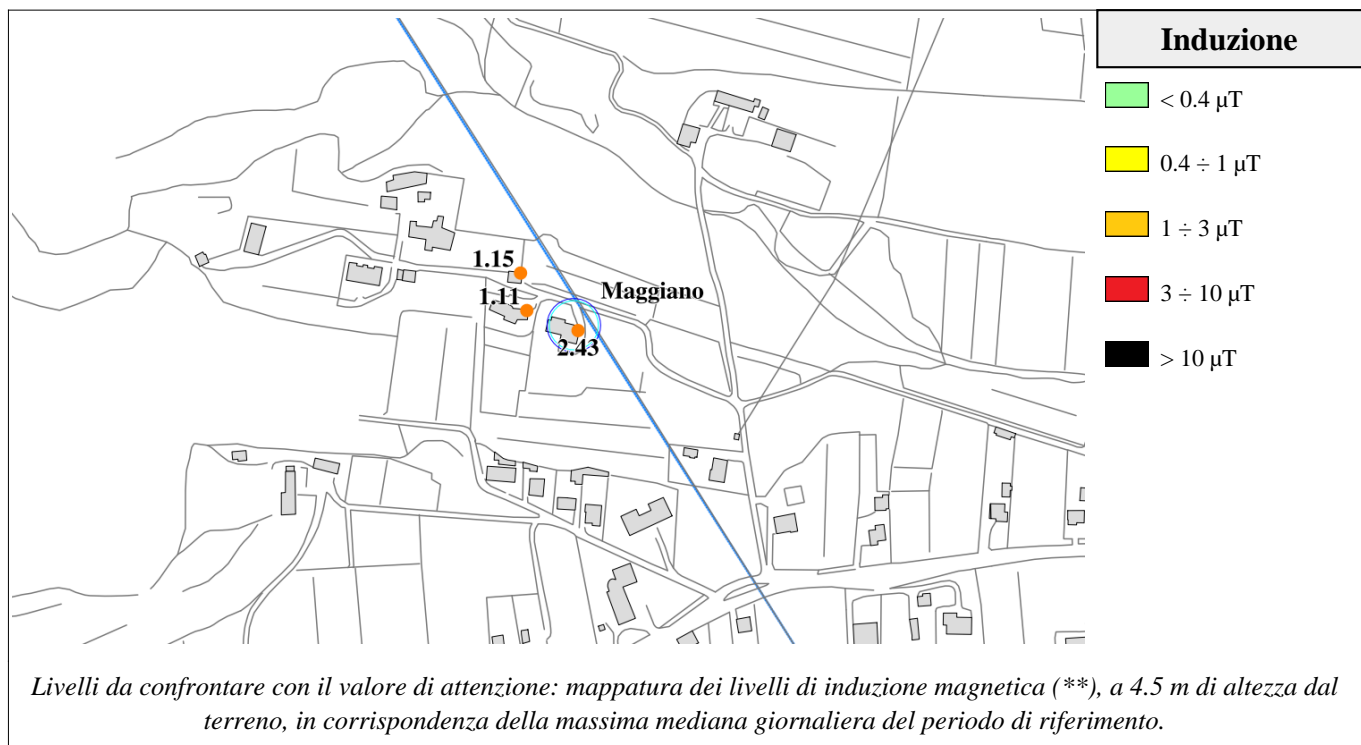 Induzione
< 0.4 µT
0.4 ÷ 1 µT
1 ÷ 3 µT
3 ÷ 10 µT
> 10 µT
1.15
Maggiano
1.11
2.43
Livelli da confrontare con il valore di attenzione: mappatura dei livelli di induzione magnetica (**), a 4.5 m di altezza dal
terreno, in corrispondenza della massima mediana giornaliera del periodo di riferimento.